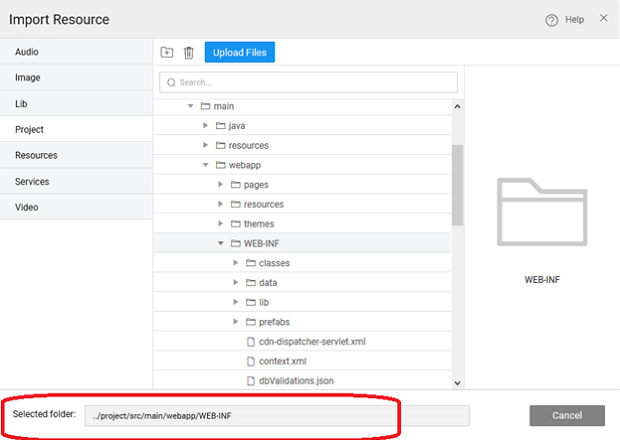 Import Resource
Help
Audio
Image
Lib
Project
Resources
Services
Video
Upload Files
Search...
main
java
resources
webapp
pages
resources
themes
WEB-INF
classes
data
lib
prefabs
cdn-dispatcher-servlet.xml
context.xml
dbValidations.json
WEB-INF
Selected folder: ../project/src/main/webapp/WEB-INF
Cancel